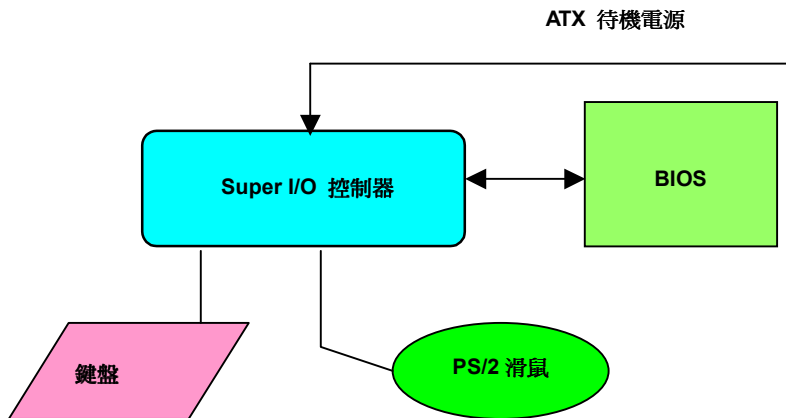 ATX 待機電源
Super I/O 控制器
BIOS
鍵盤
PS/2 滑鼠